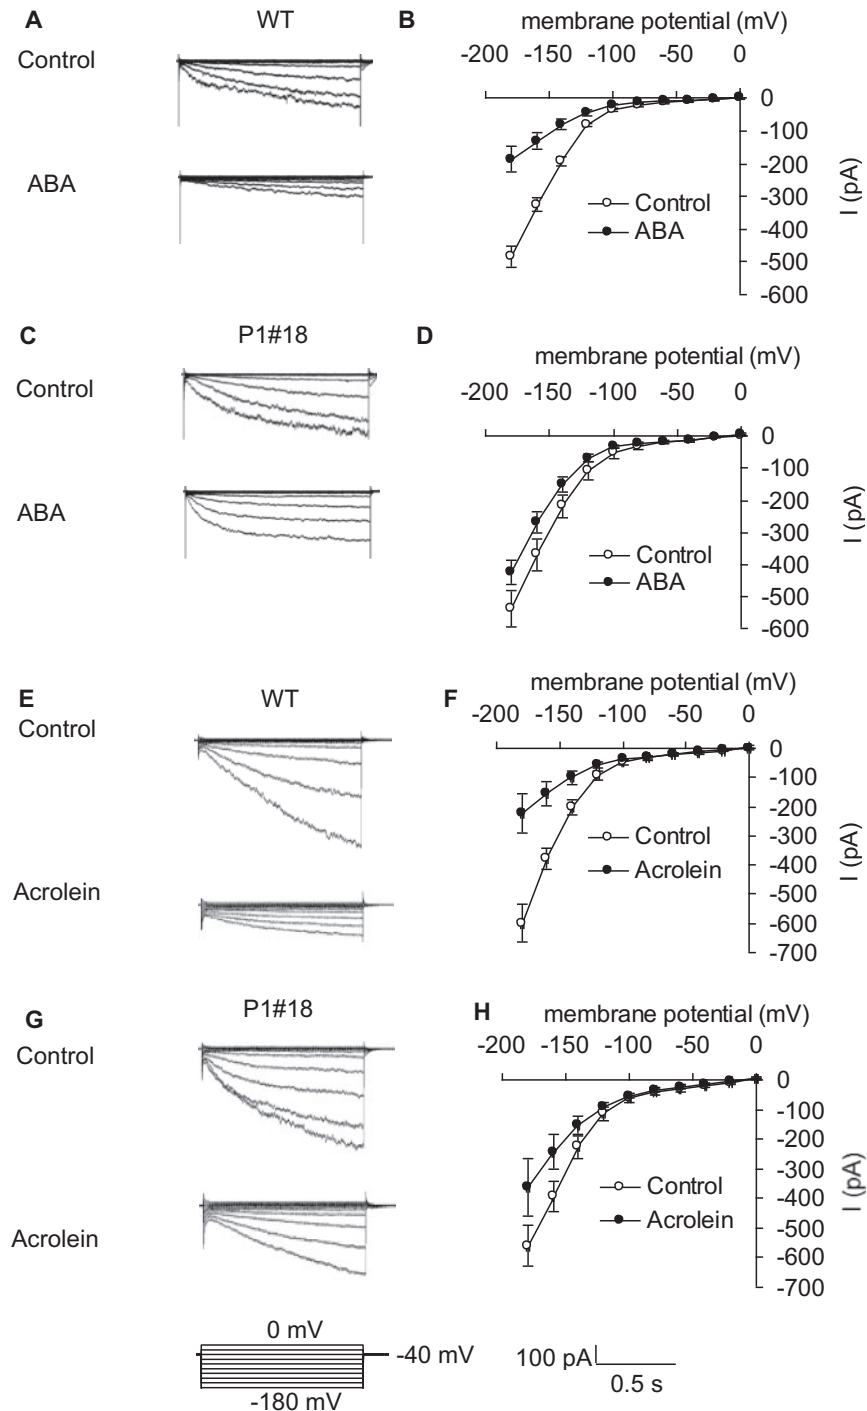 A
WT
Control
ABA
B
membrane potential (mV)
-200 -150 -100 -50 0
0
-100
-200
-300
-400
-500
-600
I (pA)
Control
ABA
C
P1#18
Control
ABA
D
membrane potential (mV)
-200 -150 -100 -50 0
0
-100
-200
-300
-400
-500
-600
I (pA)
Control
ABA
E
WT
Control
Acrolein
F
membrane potential (mV)
-200 -150 -100 -50 0
0
-100
-200
-300
-400
-500
-600
-700
I (pA)
Control
Acrolein
G
P1#18
Control
Acrolein
H
membrane potential (mV)
-200 -150 -100 -50 0
0
-100
-200
-300
-400
-500
-600
-700
I (pA)
Control
Acrolein
0 mV
-40 mV
-180 mV
100 pA
0.5 s